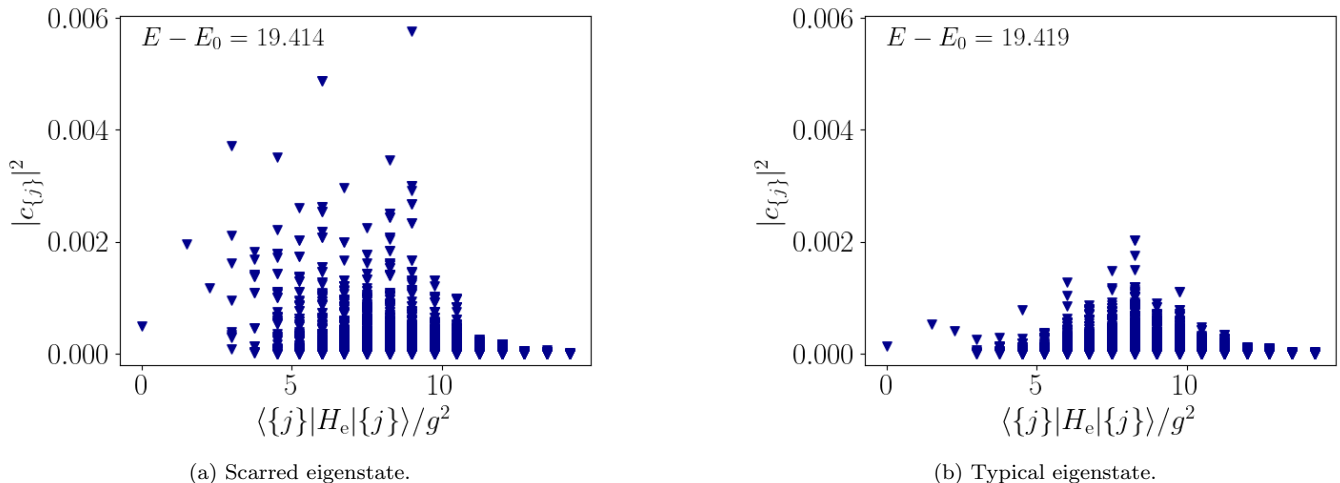 0.006
0.004
0.002
0.000
|c_{j}|^2
E − E_0 = 19.414
0 5 10
⟨{j}|H_e|{j}⟩/g^2
(a) Scarred eigenstate.
0.006
0.004
0.002
0.000
|c_{j}|^2
E − E_0 = 19.419
0 5 10
⟨{j}|H_e|{j}⟩/g^2
(b) Typical eigenstate.